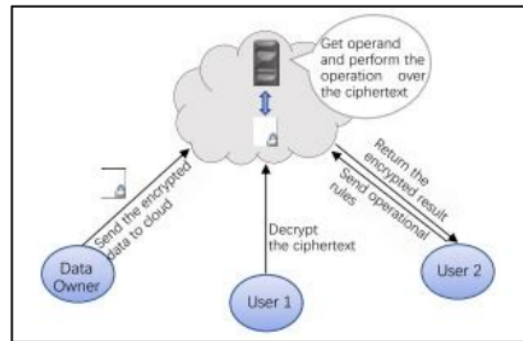 Get operand
and perform the
operation over
the ciphertext
Send the encrypted
data to cloud
Decrypt
the ciphertext
Return the
encrypted result
Send operational
rules
Data
Owner
User 1
User 2